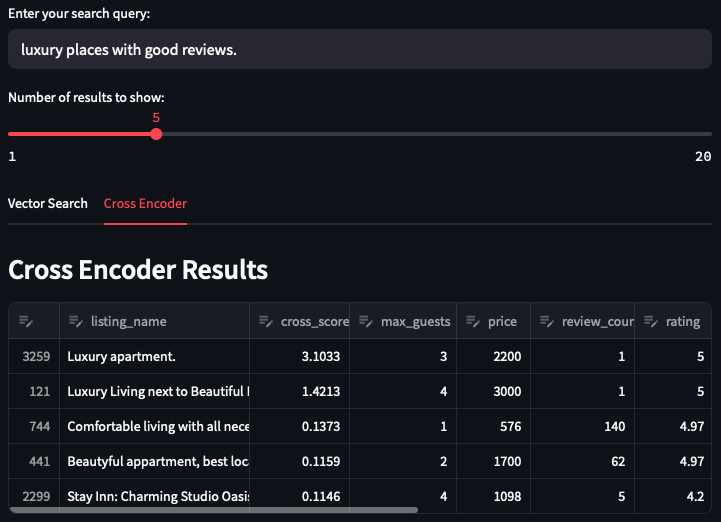 Enter your search query:
luxury places with good reviews.
Number of results to show:
5
1 20
Vector Search Cross Encoder
Cross Encoder Results
listing_name cross_score max_guests price review_cour rating
3259 Luxury apartment. 3.1033 3 2200 1 5
121 Luxury Living next to Beautiful 1.4213 4 3000 1 5
744 Comfortable living with all nece 0.1373 1 576 140 4.97
441 Beautyful appartment, best loc 0.1159 2 1700 62 4.97
2299 Stay Inn: Charming Studio Oasi 0.1146 4 1098 5 4.2